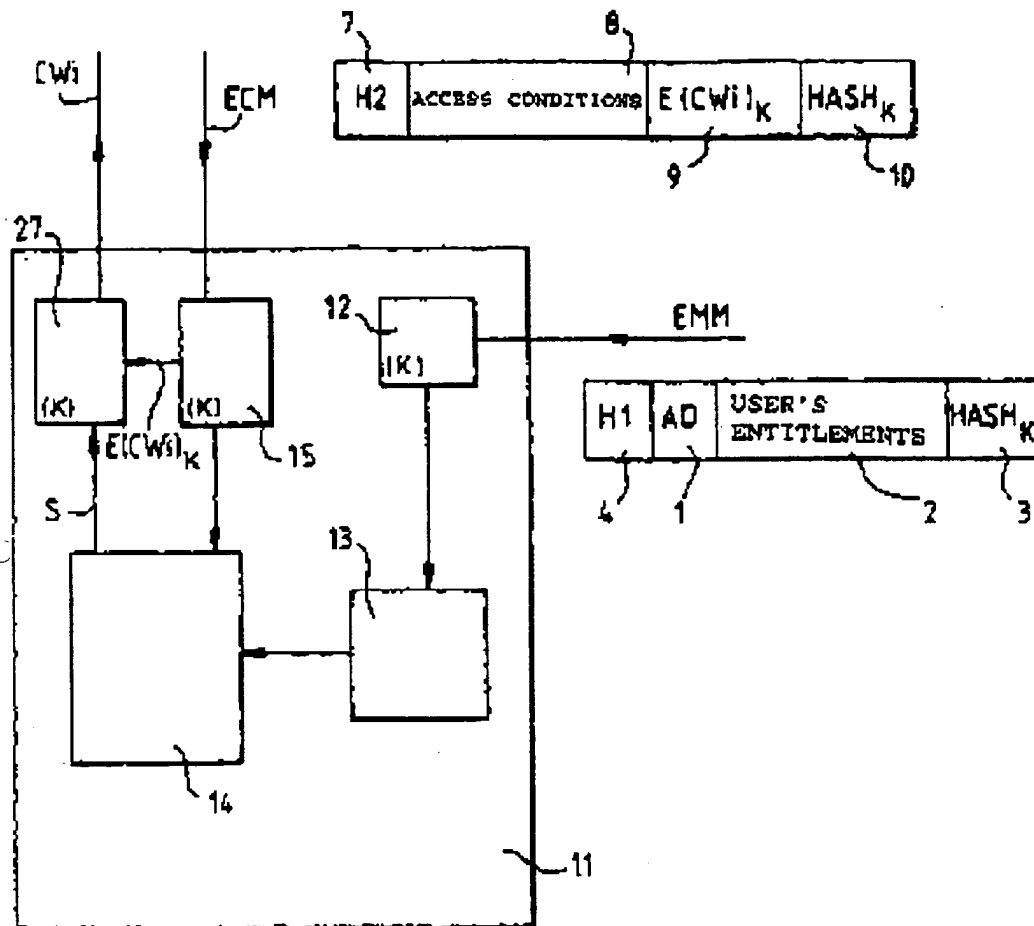 7
8
CWi
ECM
H2 ACCESS CONDITIONS E(CWi)K HASHK
9
10
27
12
EMM
(K)
(K)
(K)
E(CWi)K
15
H1 AD USER'S ENTITLEMENTS HASHK
S
4
1
2
3
13
14
11